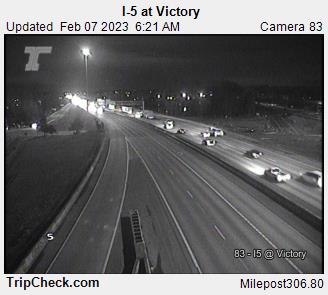 I-5 at Victory
Updated Feb 07 2023 6:21 AM Camera 83
T
S
83 - I5 @ Victory
TripCheck.com Milepost306.80